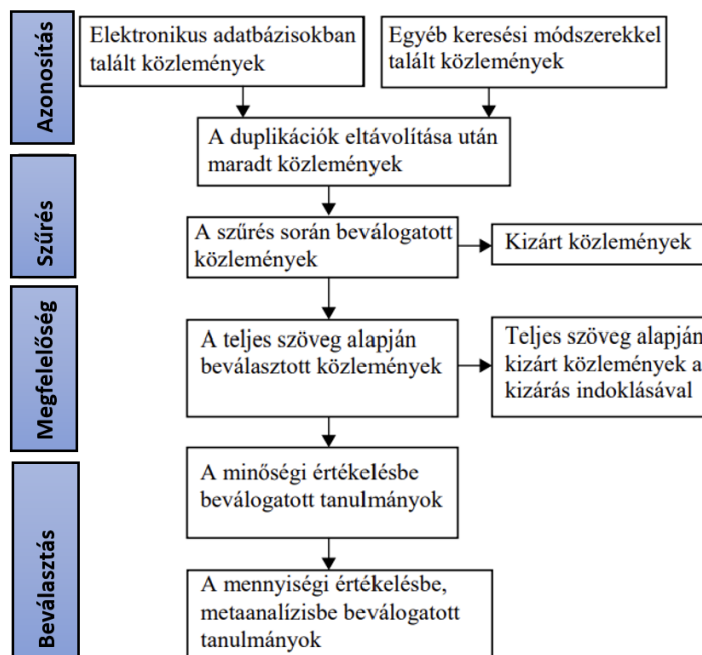 Azonosítás
Elektronikus adatbázisokban
talált közlemények
Egyéb keresési módszerekkel
talált közlemények
A duplikációk eltávolítása után
maradt közlemények
Szűrés
A szűrés során beválogatott
közlemények
Kizárt közlemények
Megfelelőség
A teljes szöveg alapján
beválasztott közlemények
Teljes szöveg alapján
kizárt közlemények a
kizárás indoklásával
Beválasztás
A minőségi értékelésbe
beválogatott tanulmányok
A mennyiségi értékelésbe,
metaanalízisbe beválogatott
tanulmányok